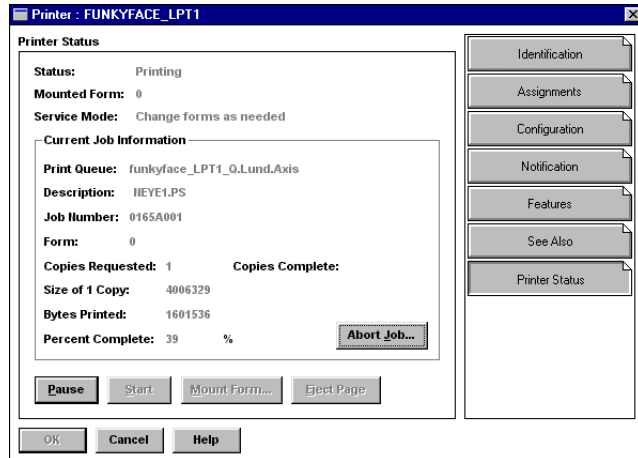 Printer : FUNKYFACE_LPT1
Printer Status
Status: Printing
Mounted Form: 0
Service Mode: Change forms as needed
Current Job Information
Print Queue: funkyface_LPT1_Q.Lund.Axis
Description: NEYE1.PS
Job Number: 0165A001
Form: 0
Copies Requested: 1 Copies Complete:
Size of 1 Copy: 4006329
Bytes Printed: 1601536
Percent Complete: 39 %
Abort Job...
Pause Start Mount Form... Eject Page
OK Cancel Help
Identification
Assignments
Configuration
Notification
Features
See Also
Printer Status